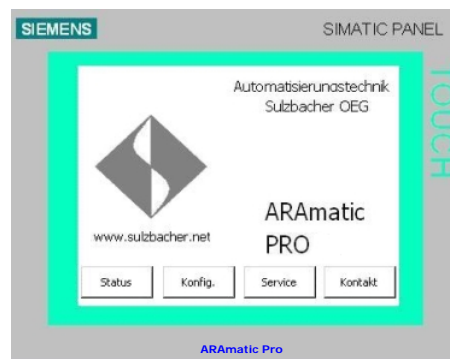 SIEMENS
SIMATIC PANEL
TOUCH
Automatisierungstechnik
Sulzbacher OEG
www.sulzbacher.net
ARAmatic
PRO
Status
Konfig.
Service
Kontakt
ARAmatic Pro